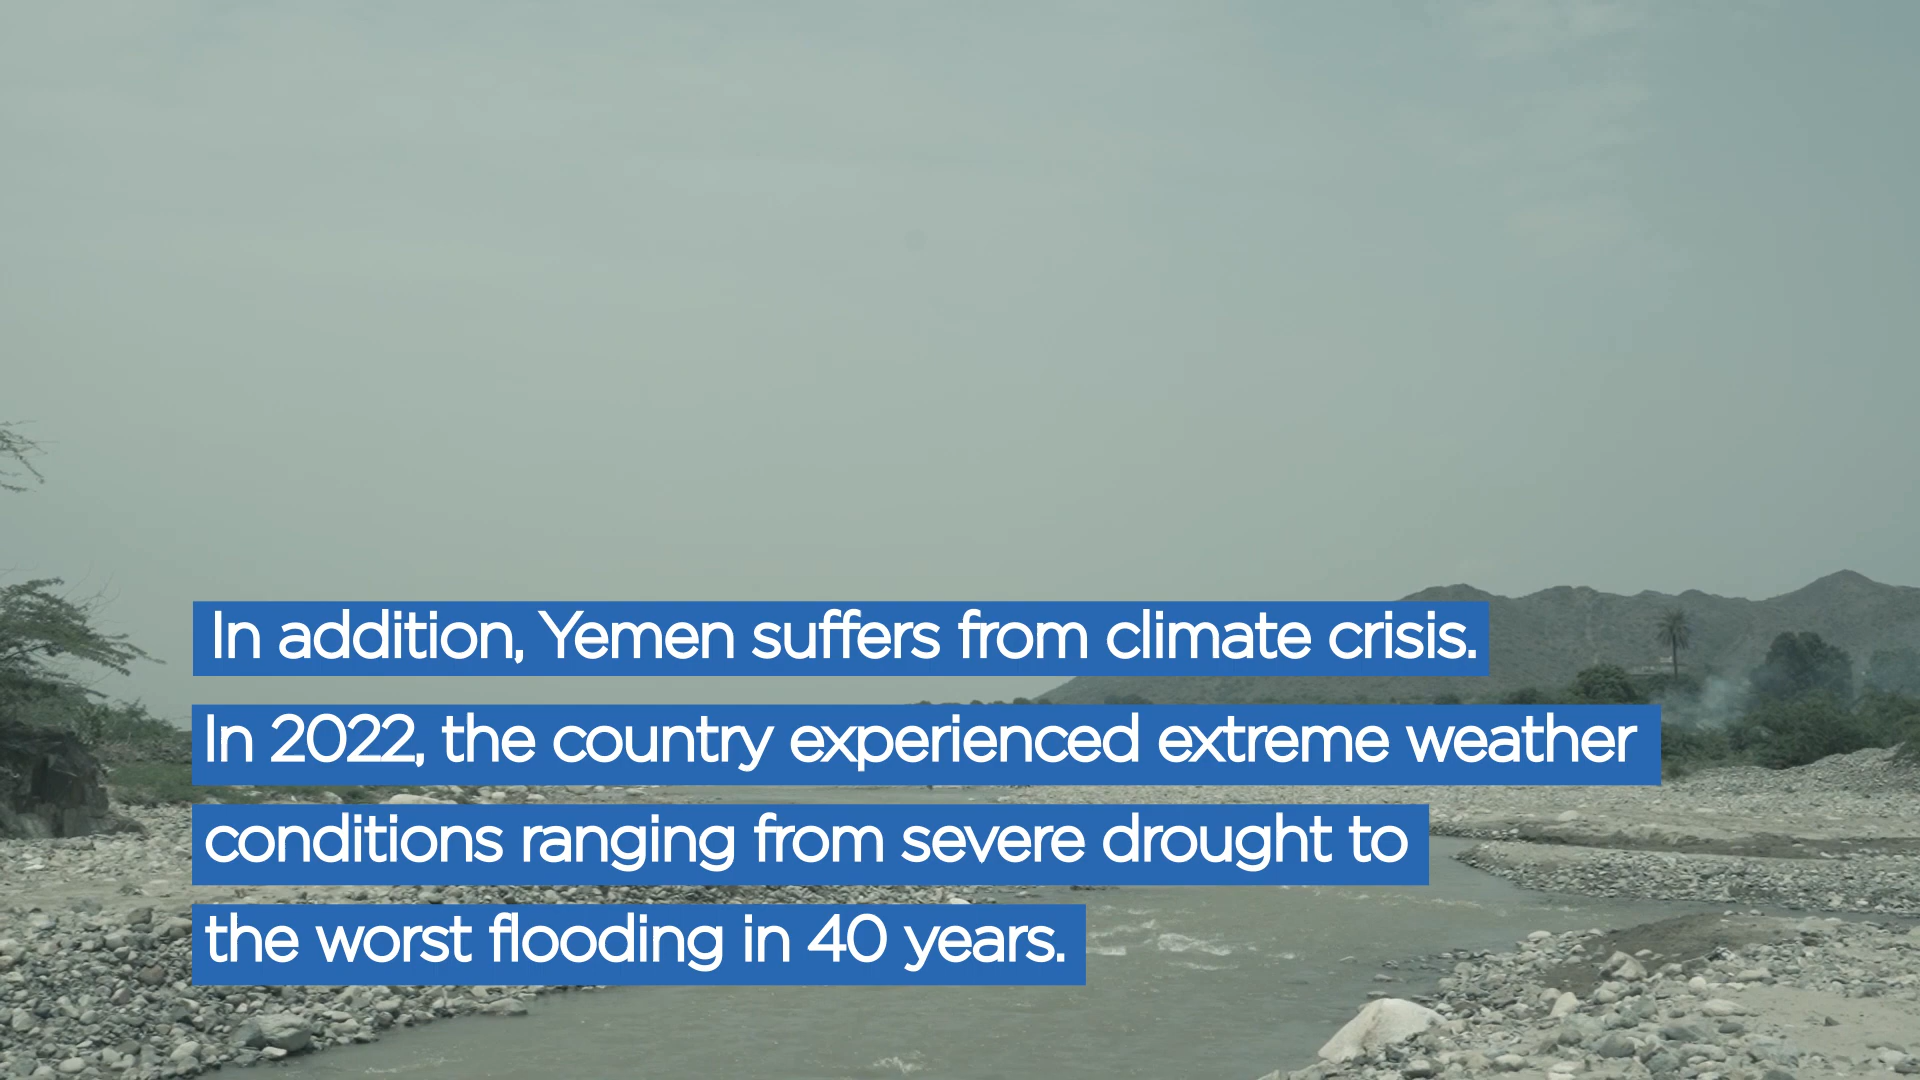 In addition, Yemen suffers from climate crisis.
In 2022, the country experienced extreme weather
conditions ranging from severe drought to
the worst flooding in 40 years.